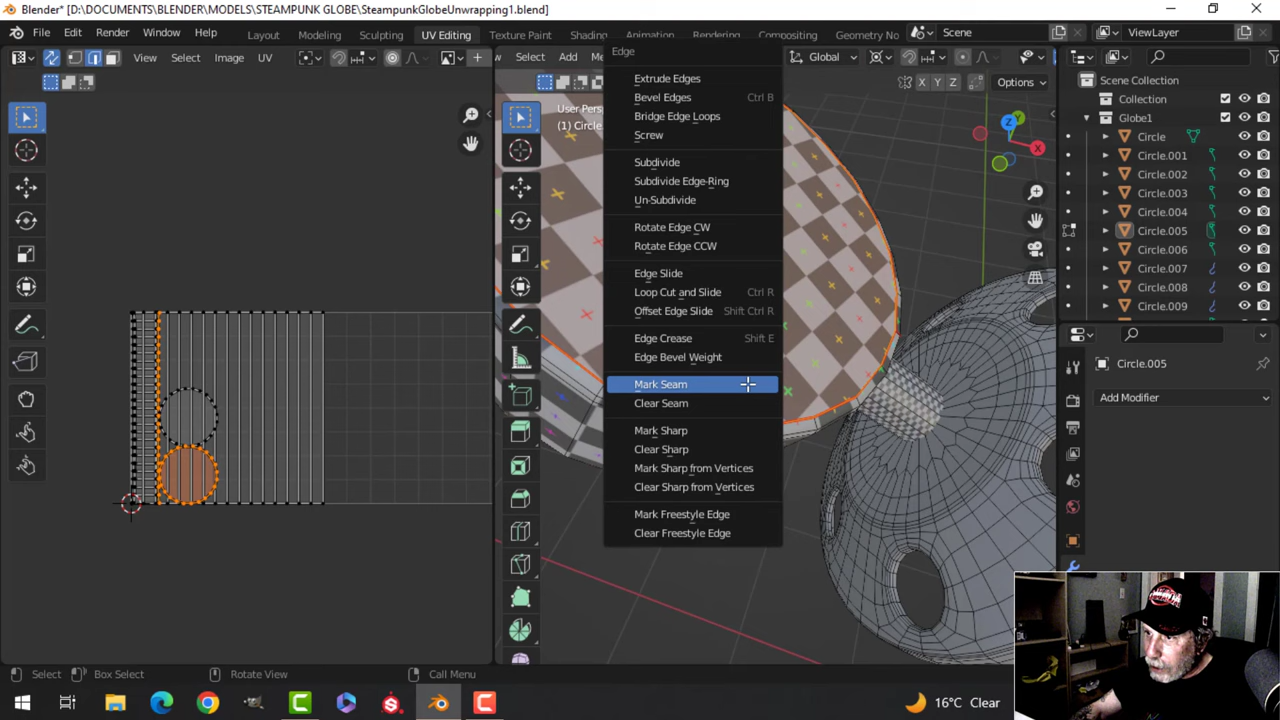 Blender* [D:\DOCUMENTS\BLENDER\MODELS\STEAMPUNK GLOBE\SteampunkGlobeUnwrapping1.blend]
File Edit Render Window Help Layout Modeling Sculpting UV Editing Texture Paint Shading Animation Rendering Compositing Geometry No Scene ViewLayer
View Select Image UV Select Add Global
Edge
Options
Extrude Edges
Bevel Edges Ctrl B
Bridge Edge Loops
Screw
Subdivide
Subdivide Edge-Ring
Un-Subdivide
Rotate Edge CW
Rotate Edge CCW
Edge Slide
Loop Cut and Slide Ctrl R
Offset Edge Slide Shift Ctrl R
Edge Crease Shift E
Edge Bevel Weight
Mark Seam
Clear Seam
Mark Sharp
Clear Sharp
Mark Sharp from Vertices
Clear Sharp from Vertices
Mark Freestyle Edge
Clear Freestyle Edge
User Persp
(1) Circle
X Y Z
Z
Y
X
Scene Collection
Collection
Globe1
Circle
Circle.001
Circle.002
Circle.003
Circle.004
Circle.005
Circle.006
Circle.007
Circle.008
Circle.009
Circle.005
Add Modifier
Select Box Select Rotate View Call Menu
16°C Clear